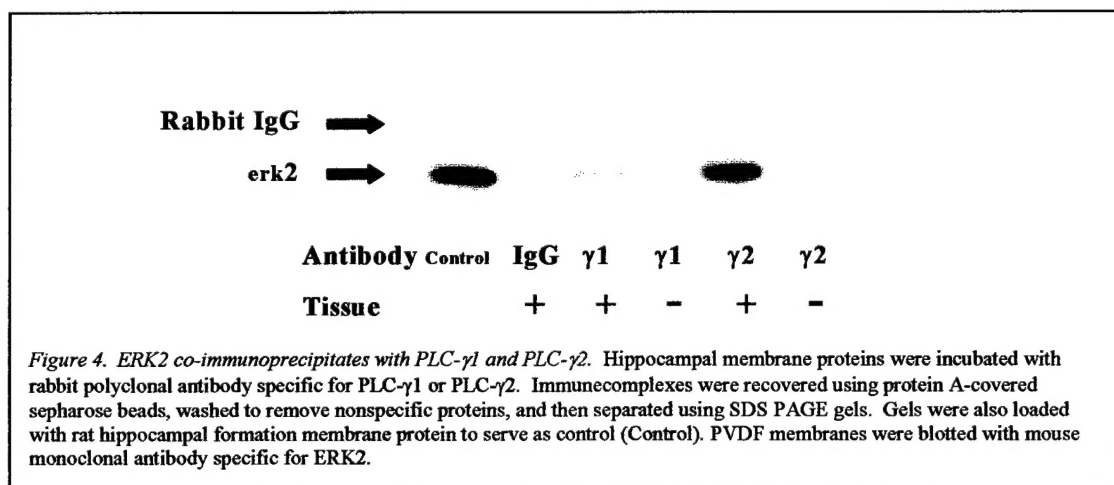 Rabbit IgG
erk2
Antibody Control IgG γ1 γ1 γ2 γ2
Tissue + + - + -
Figure 4. ERK2 co-immunoprecipitates with PLC-γ1 and PLC-γ2. Hippocampal membrane proteins were incubated with
rabbit polyclonal antibody specific for PLC-γ1 or PLC-γ2. Immunecomplexes were recovered using protein A-covered
sepharose beads, washed to remove nonspecific proteins, and then separated using SDS PAGE gels. Gels were also loaded
with rat hippocampal formation membrane protein to serve as control (Control). PVDF membranes were blotted with mouse
monoclonal antibody specific for ERK2.